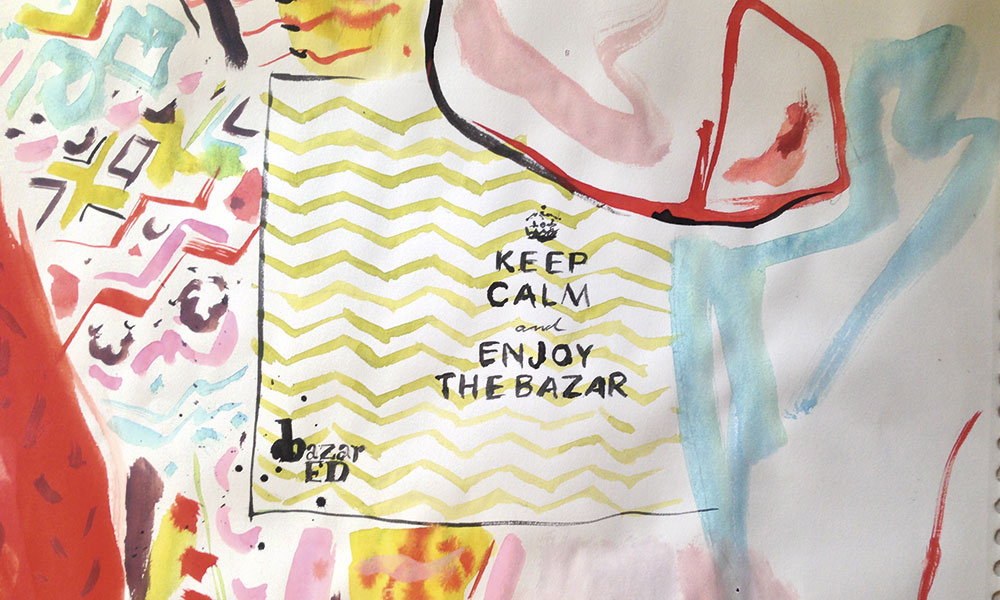 KEEP
CALM
and
ENJOY
THE BAZAR
bazar
ED